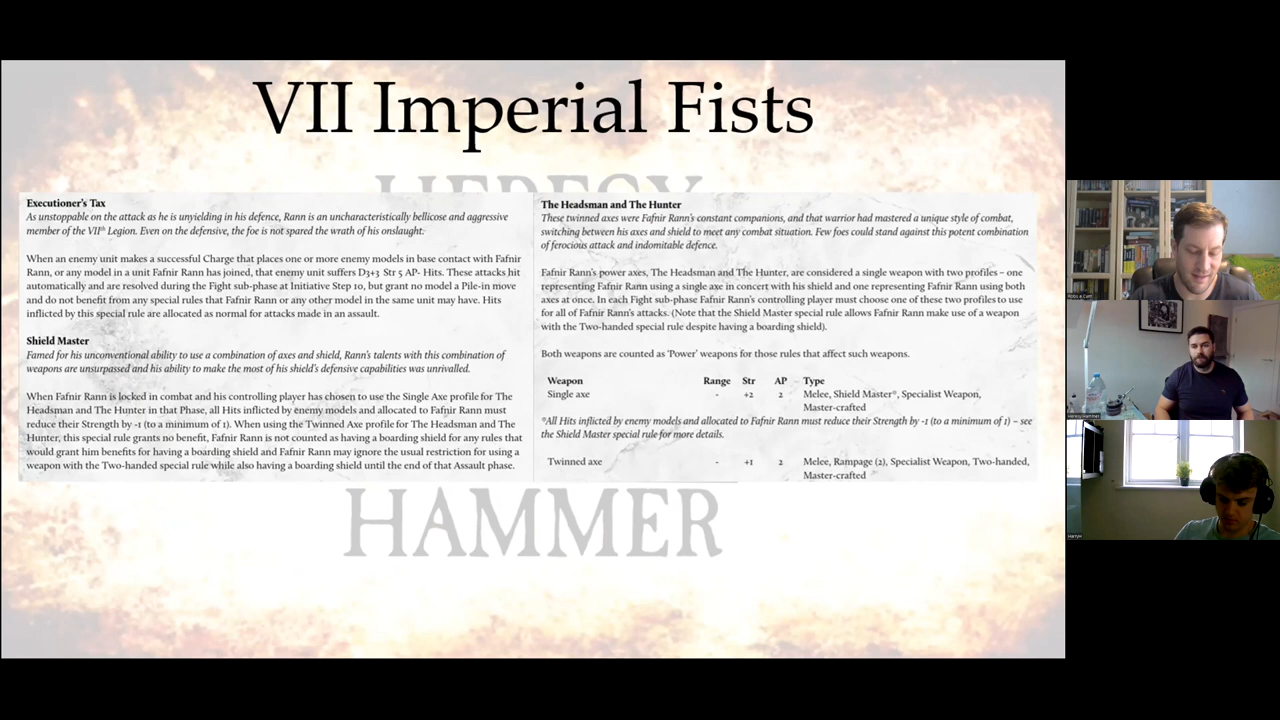 VII Imperial Fists
HERESY
Executioner's Tax
As unstoppable on the attack as he is unyielding in his defence, Rann is an uncharacteristically bellicose and aggressive
member of the VIIth Legion. Even on the defensive, the foe is not spared the wrath of his onslaught.
When an enemy unit makes a successful Charge that places one or more enemy models in base contact with Fafnir
Rann, or any model in a unit Fafnir Rann has joined, that enemy unit suffers D3+3 Str 5 AP- Hits. These attacks hit
automatically and are resolved during the Fight sub-phase at Initiative Step 10, but grant no model a Pile-in move
and do not benefit from any special rules that Fafnir Rann or any other model in the same unit may have. Hits
inflicted by this special rule are allocated as normal for attacks made in an assault.
Shield Master
Famed for his unconventional ability to use a combination of axes and shield, Rann's talents with this combination of
weapons are unsurpassed and his ability to make the most of his shield's defensive capabilities was unrivalled.
When Fafnir Rann is locked in combat and his controlling player has chosen to use the Single Axe profile for The
Headsman and The Hunter in that Phase, all Hits inflicted by enemy models and allocated to Fafnir Rann must
reduce their Strength by -1 (to a minimum of 1). When using the Twinned Axe profile for The Headsman and The
Hunter, this special rule grants no benefit, Fafnir Rann is not counted as having a boarding shield for any rules that
would grant him benefits for having a boarding shield and Fafnir Rann may ignore the usual restriction for using a
weapon with the Two-handed special rule while also having a boarding shield until the end of that Assault phase.
The Headsman and The Hunter
These twinned axes were Fafnir Rann's constant companions, and that warrior had mastered a unique style of combat,
switching between his axes and shield to meet any combat situation. Few foes could stand against this potent combination
of ferocious attack and indomitable defence.
Fafnir Rann's power axes, The Headsman and The Hunter, are considered a single weapon with two profiles – one
representing Fafnir Rann using a single axe in concert with his shield and one representing Fafnir Rann using both
axes at once. In each Fight sub-phase Fafnir Rann's controlling player must choose one of these two profiles to use
for all of Fafnir Rann's attacks. (Note that the Shield Master special rule allows Fafnir Rann make use of a weapon
with the Two-handed special rule despite having a boarding shield).
Both weapons are counted as 'Power' weapons for those rules that affect such weapons.
Weapon Range Str AP Type
Single axe - +2 2 Melee, Shield Master*, Specialist Weapon,
Master-crafted
*All Hits inflicted by enemy models and allocated to Fafnir Rann must reduce their Strength by -1 (to a minimum of 1) – see
the Shield Master special rule for more details.
Twinned axe - +1 2 Melee, Rampage (2), Specialist Weapon, Two-handed,
Master-crafted
HAMMER
Heresy Hammer